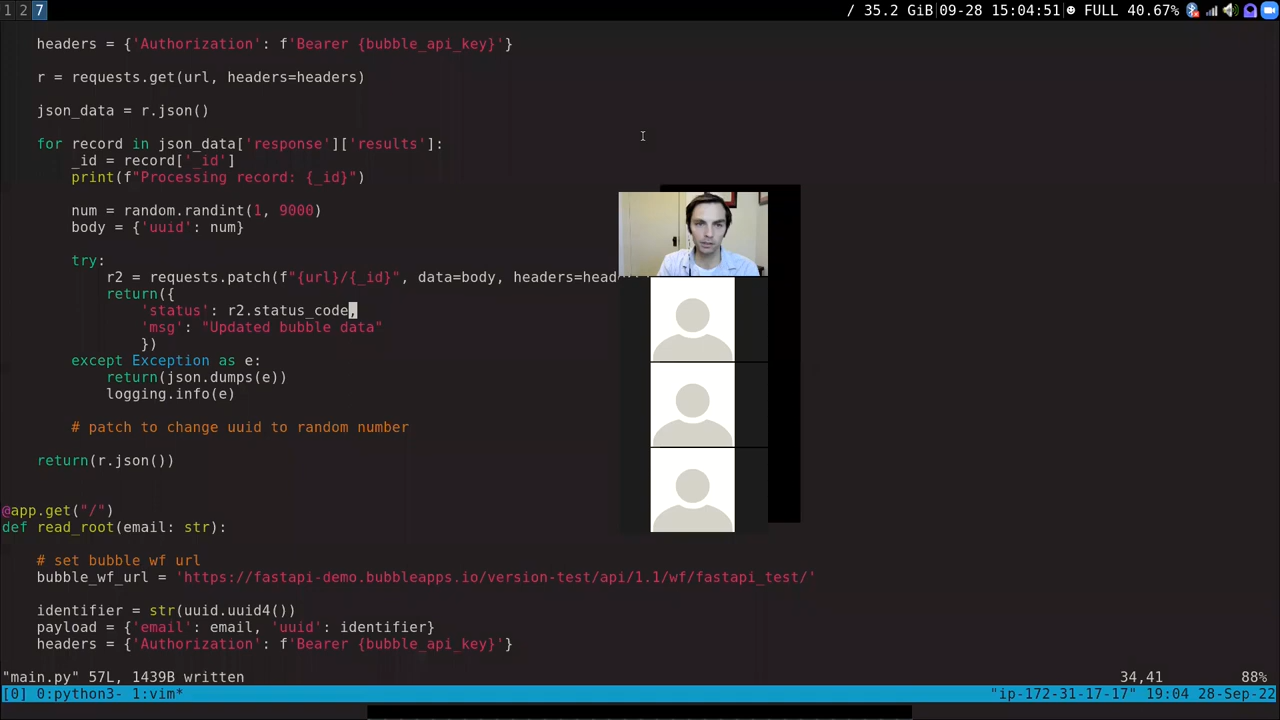 1 2 7 / 35.2 GiB|09-28 15:04:51|☻ FULL 40.67%
headers = {'Authorization': f'Bearer {bubble_api_key}'}
r = requests.get(url, headers=headers)
json_data = r.json()
for record in json_data['response']['results']:
_id = record['_id']
print(f"Processing record: {_id}")
num = random.randint(1, 9000)
body = {'uuid': num}
try:
r2 = requests.patch(f"{url}/{_id}", data=body, headers=head
return({
'status': r2.status_code,
'msg': "Updated bubble data"
})
except Exception as e:
return(json.dumps(e))
logging.info(e)
# patch to change uuid to random number
return(r.json())
@app.get("/")
def read_root(email: str):
# set bubble wf url
bubble_wf_url = 'https://fastapi-demo.bubbleapps.io/version-test/api/1.1/wf/fastapi_test/'
identifier = str(uuid.uuid4())
payload = {'email': email, 'uuid': identifier}
headers = {'Authorization': f'Bearer {bubble_api_key}'}
"main.py" 57L, 1439B written 34,41 88%
[0] 0:python3- 1:vim* "ip-172-31-17-17" 19:04 28-Sep-22